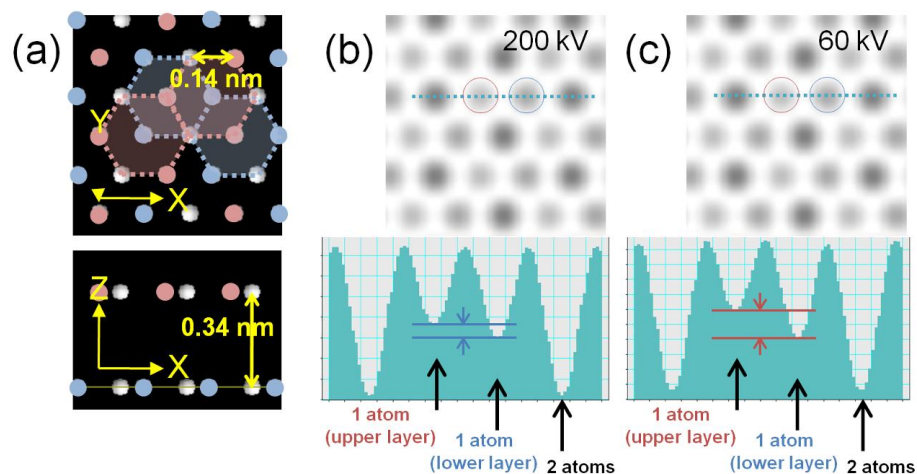 (a)
0.14 nm
Y
X
Z
0.34 nm
X
(b)
200 kV
1 atom
(upper layer)
1 atom
(lower layer)
2 atoms
(c)
60 kV
1 atom
(upper layer)
1 atom
(lower layer)
2 atoms